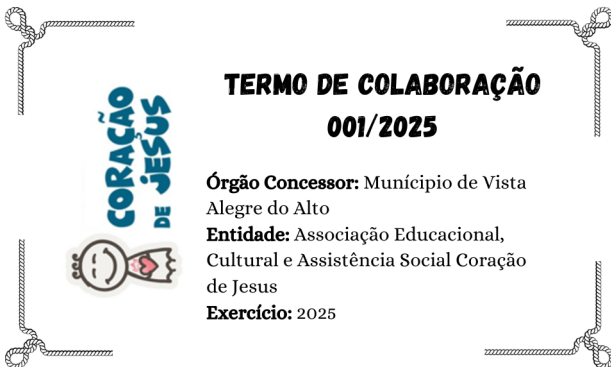 CORAÇÃO
DE JESUS
TERMO DE COLABORAÇÃO
001/2025
Órgão Concessor: Munícipio de Vista
Alegre do Alto
Entidade: Associação Educacional,
Cultural e Assistência Social Coração
de Jesus
Exercício: 2025